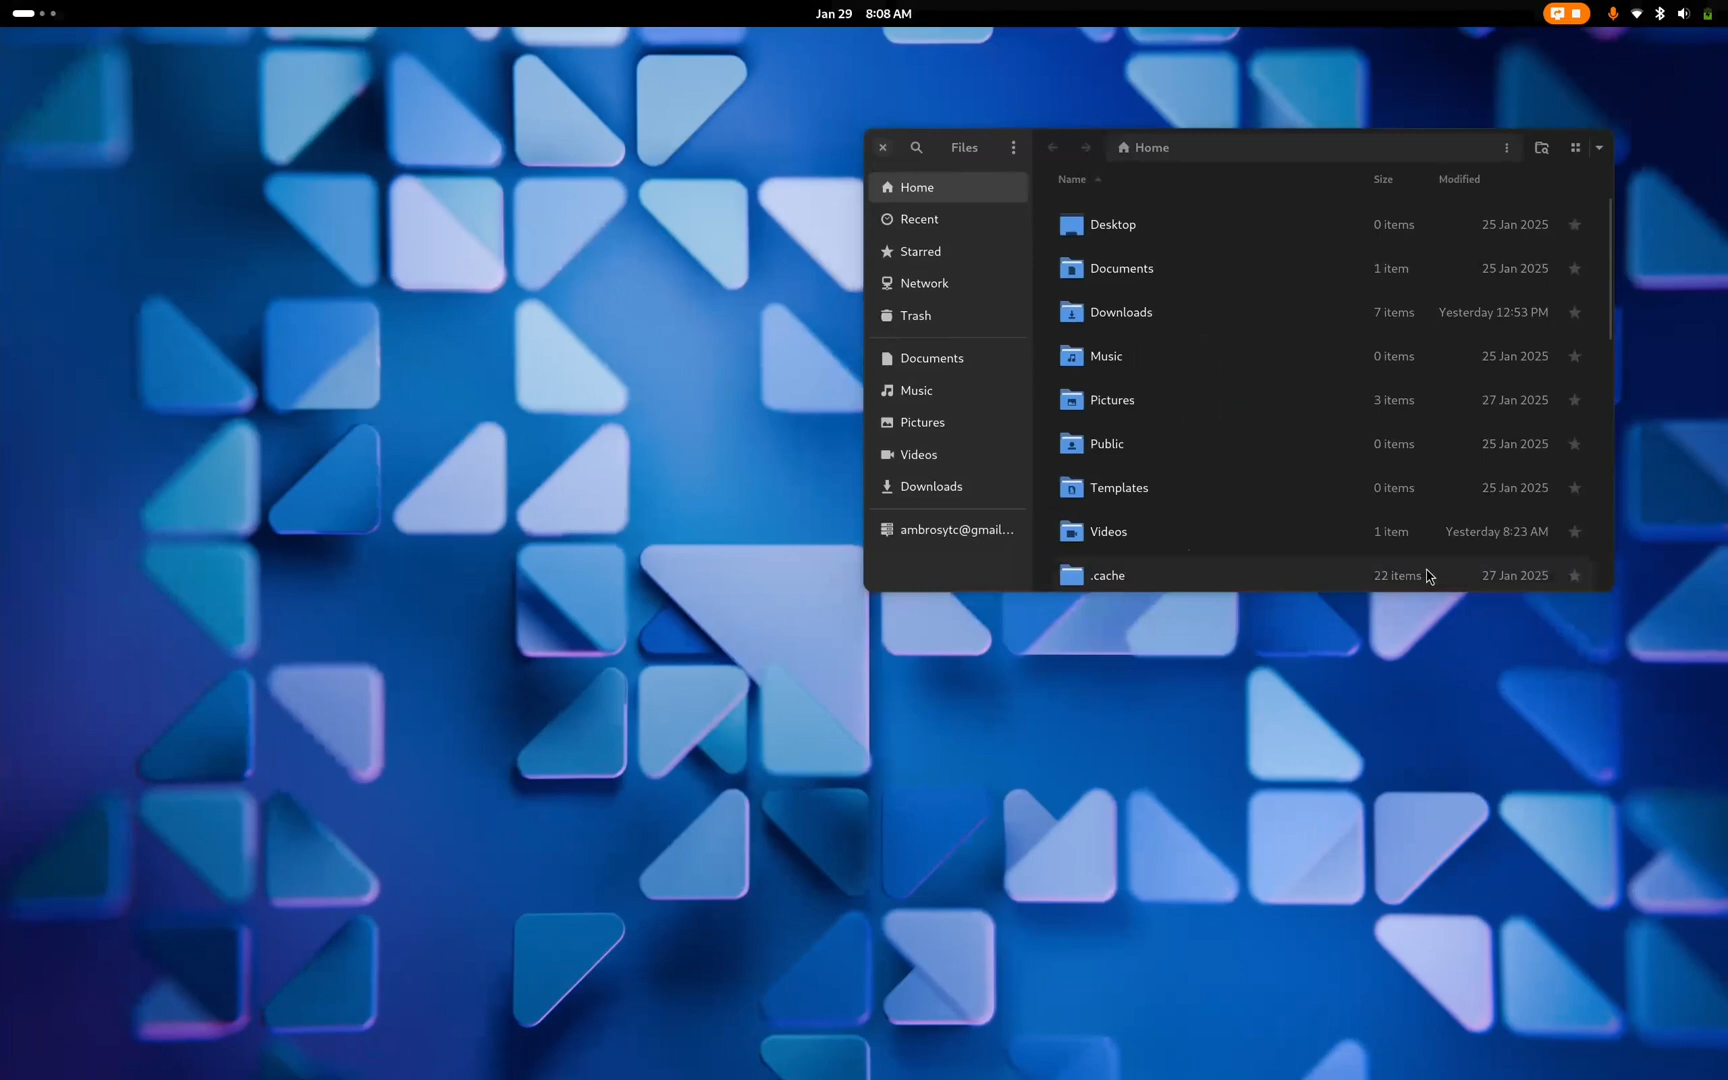 Jan 29 8:08 AM
Files
Home
Home
Recent
Starred
Network
Trash
Documents
Music
Pictures
Videos
Downloads
ambrosytc@gmail...
Name Size Modified
Desktop 0 items 25 Jan 2025
Documents 1 item 25 Jan 2025
Downloads 7 items Yesterday 12:53 PM
Music 0 items 25 Jan 2025
Pictures 3 items 27 Jan 2025
Public 0 items 25 Jan 2025
Templates 0 items 25 Jan 2025
Videos 1 item Yesterday 8:23 AM
.cache 22 items 27 Jan 2025